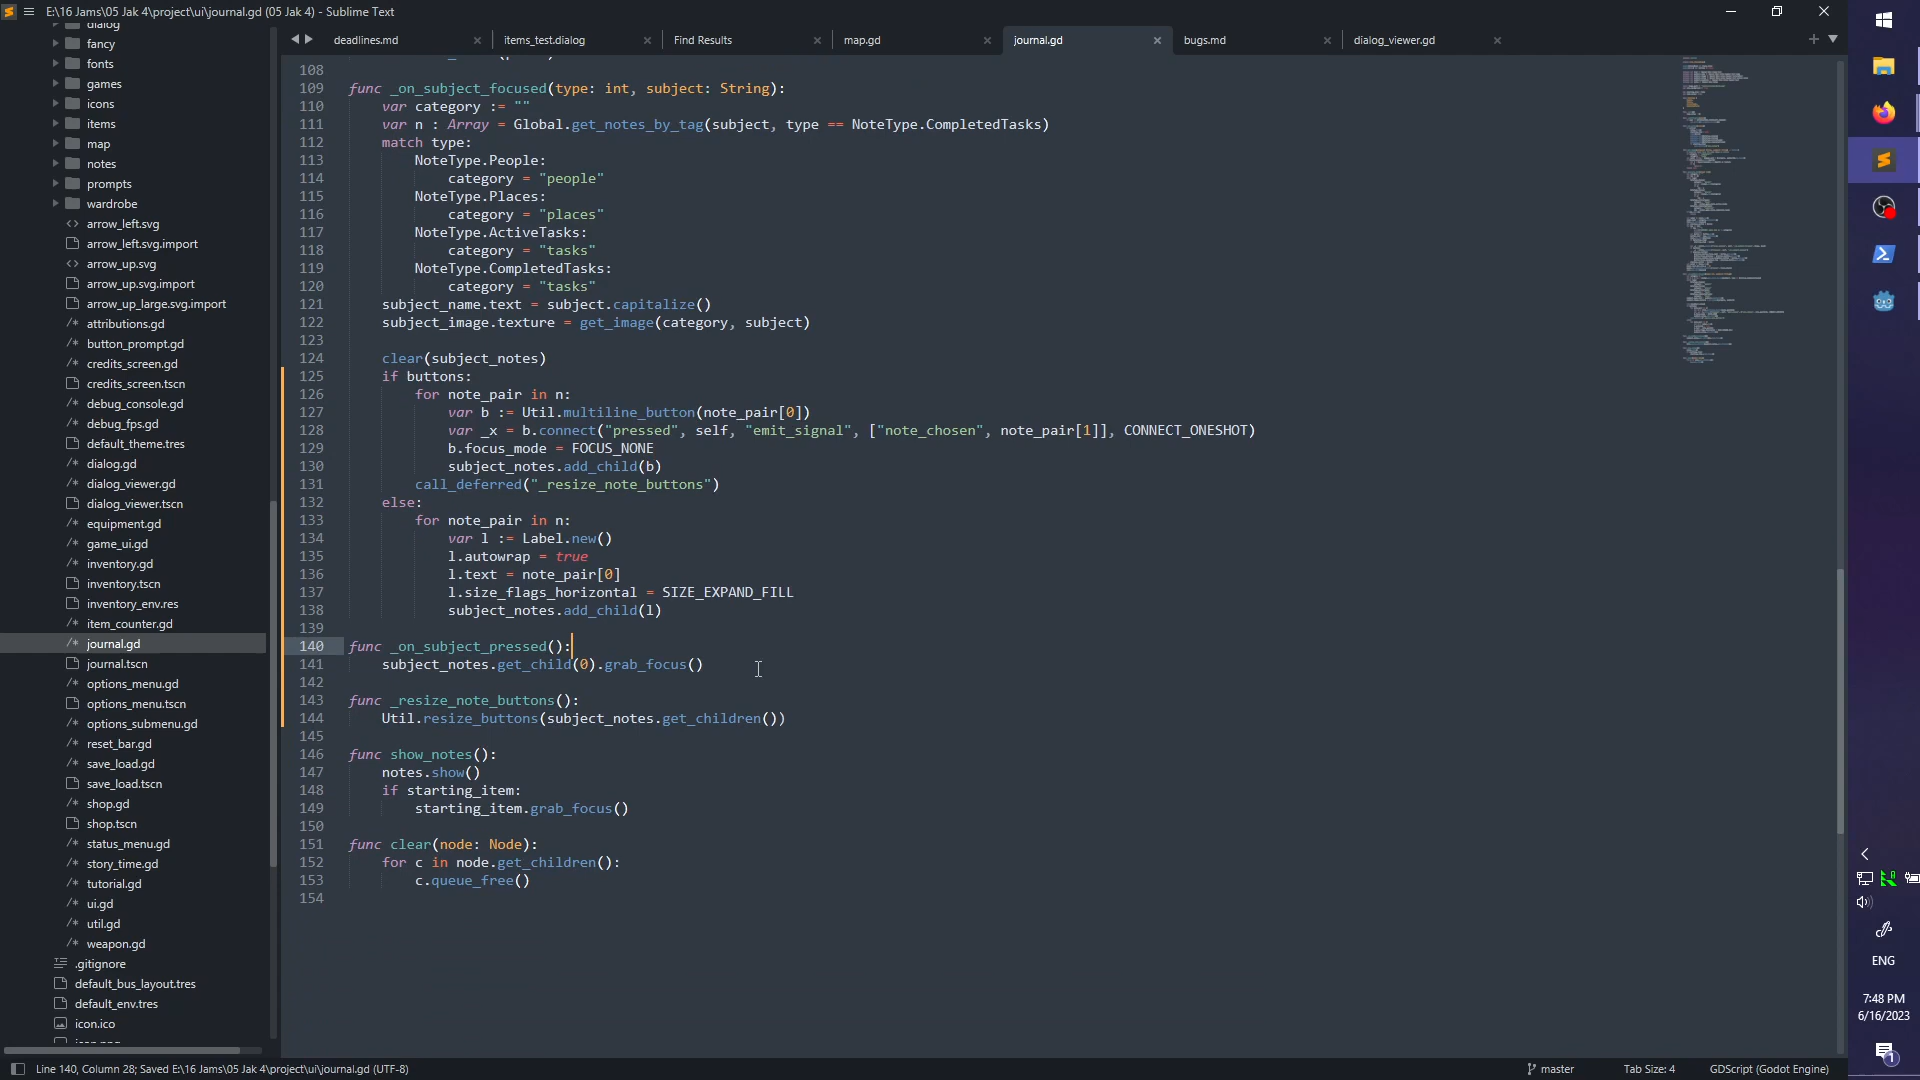 E:\16 Jams\05 Jak 4\project\ui\journal.gd (05 Jak 4) - Sublime Text
deadlines.md
items_test.dialog
Find Results
map.gd
journal.gd
bugs.md
dialog_viewer.gd
dialog
fancy
fonts
games
icons
items
map
notes
prompts
wardrobe
<> arrow_left.svg
arrow_left.svg.import
<> arrow_up.svg
arrow_up.svg.import
arrow_up_large.svg.import
/* attributions.gd
/* button_prompt.gd
/* credits_screen.gd
credits_screen.tscn
/* debug_console.gd
/* debug_fps.gd
default_theme.tres
/* dialog.gd
/* dialog_viewer.gd
dialog_viewer.tscn
/* equipment.gd
/* game_ui.gd
/* inventory.gd
inventory.tscn
inventory_env.res
/* item_counter.gd
/* journal.gd
journal.tscn
/* options_menu.gd
options_menu.tscn
/* options_submenu.gd
/* reset_bar.gd
/* save_load.gd
save_load.tscn
/* shop.gd
shop.tscn
/* status_menu.gd
/* story_time.gd
/* tutorial.gd
/* ui.gd
/* util.gd
/* weapon.gd
.gitignore
default_bus_layout.tres
default_env.tres
icon.ico
108
109 func _on_subject_focused(type: int, subject: String):
110 var category := ""
111 var n : Array = Global.get_notes_by_tag(subject, type == NoteType.CompletedTasks)
112 match type:
113 NoteType.People:
114 category = "people"
115 NoteType.Places:
116 category = "places"
117 NoteType.ActiveTasks:
118 category = "tasks"
119 NoteType.CompletedTasks:
120 category = "tasks"
121 subject_name.text = subject.capitalize()
122 subject_image.texture = get_image(category, subject)
123
124 clear(subject_notes)
125 if buttons:
126 for note_pair in n:
127 var b := Util.multiline_button(note_pair[0])
128 var _x = b.connect("pressed", self, "emit_signal", ["note_chosen", note_pair[1]], CONNECT_ONESHOT)
129 b.focus_mode = FOCUS_NONE
130 subject_notes.add_child(b)
131 call_deferred("_resize_note_buttons")
132 else:
133 for note_pair in n:
134 var l := Label.new()
135 l.autowrap = true
136 l.text = note_pair[0]
137 l.size_flags_horizontal = SIZE_EXPAND_FILL
138 subject_notes.add_child(l)
139
140 func _on_subject_pressed():
141 subject_notes.get_child(0).grab_focus()
142
143 func _resize_note_buttons():
144 Util.resize_buttons(subject_notes.get_children())
145
146 func show_notes():
147 notes.show()
148 if starting_item:
149 starting_item.grab_focus()
150
151 func clear(node: Node):
152 for c in node.get_children():
153 c.queue_free()
154
ENG
7:48 PM
6/16/2023
1
Line 140, Column 28; Saved E:\16 Jams\05 Jak 4\project\ui\journal.gd (UTF-8)
master
Tab Size: 4
GDScript (Godot Engine)